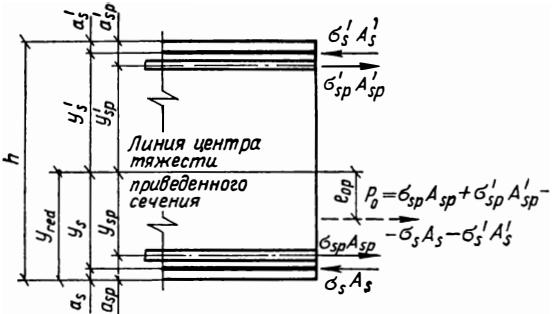 a's
a'sp
σ's A's
σ'sp A'sp
h
y's
y'sp
Линия центра
тяжести
приведенного
сечения
yred
ys
ysp
eop
P₀ = σsp Asp + σ'sp A'sp −
− σs As − σ's A's
σsp Asp
σs As
as
asp